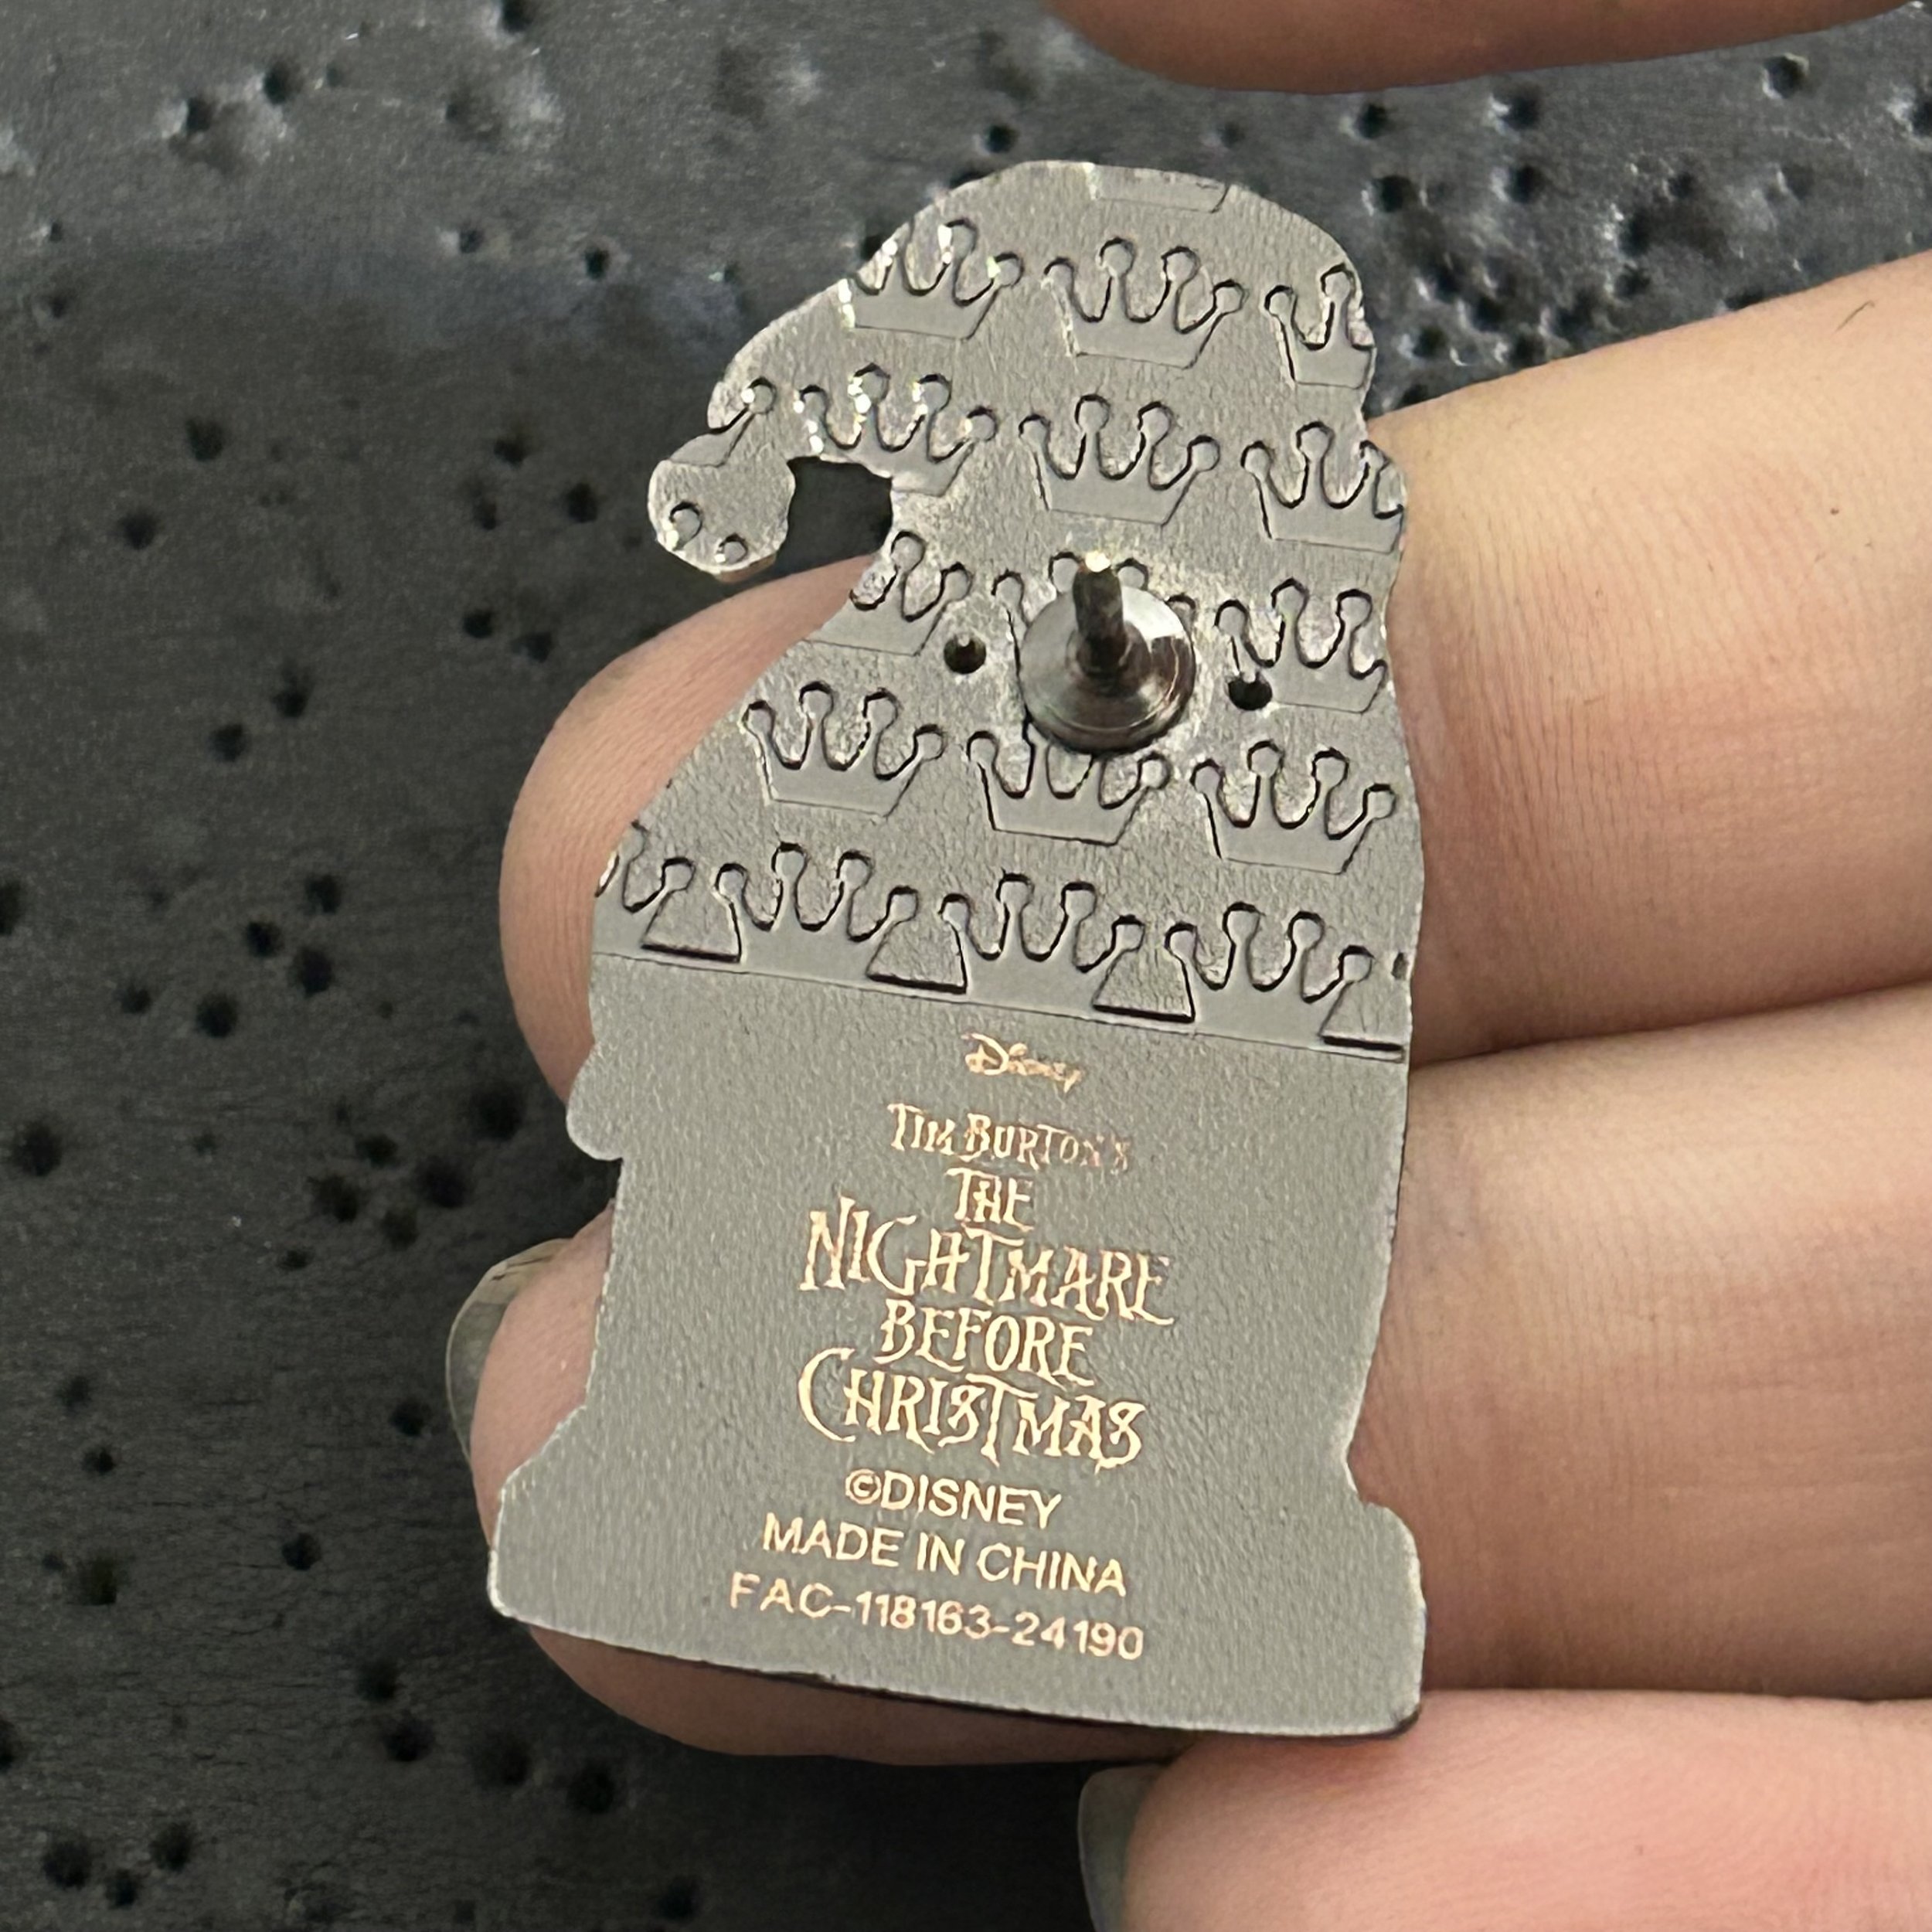 Disney
TIM BURTON'S
THE
NIGHTMARE
BEFORE
CHRISTMAS
©DISNEY
MADE IN CHINA
FAC-118163-24190